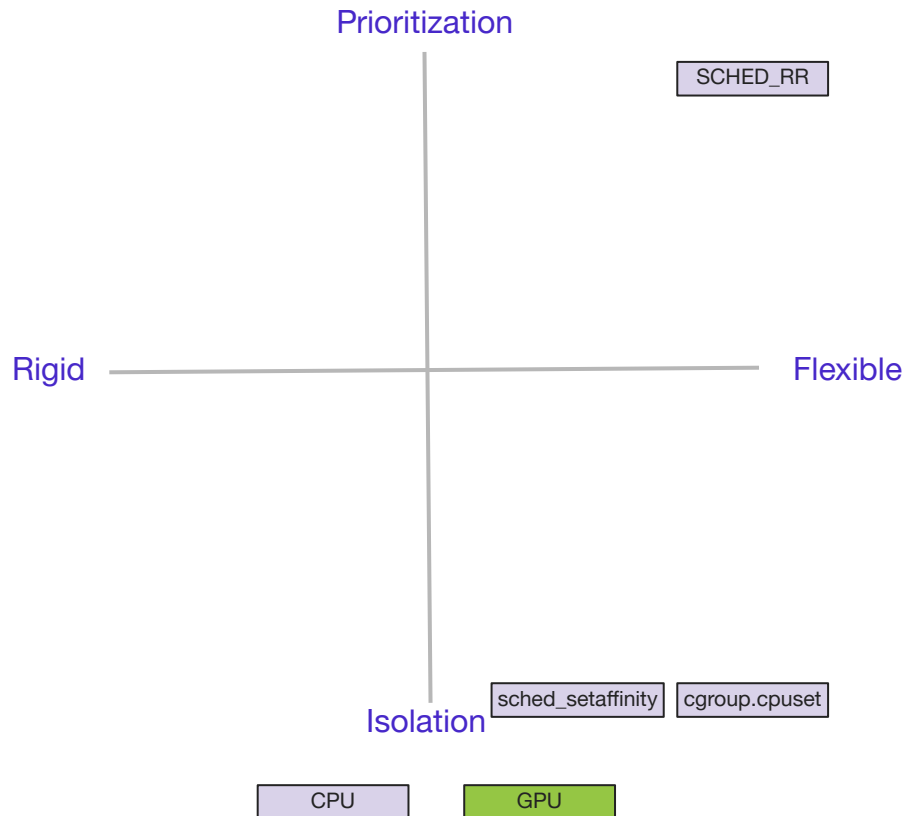 Prioritization
SCHED_RR
Rigid
Flexible
sched_setaffinity
cgroup.cpuset
Isolation
CPU
GPU